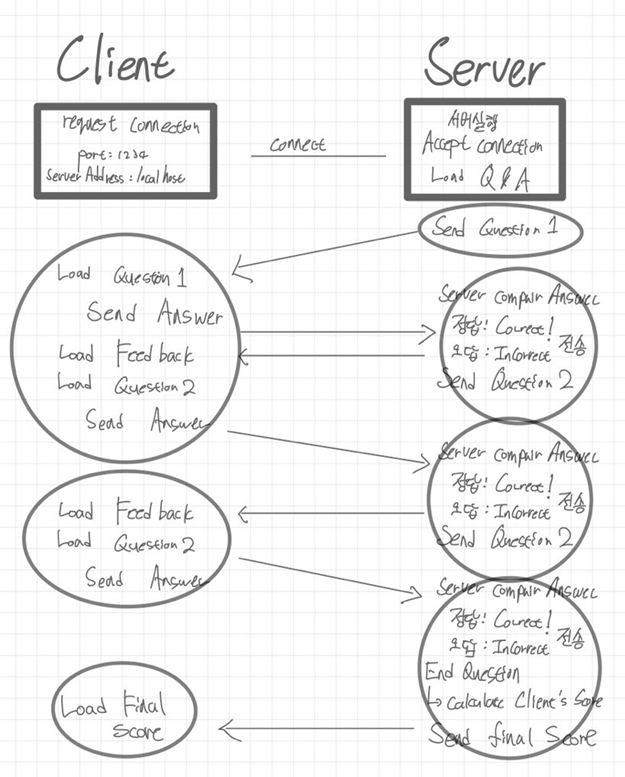 Client
Server
request connection
port: 1234
Server Address : localhost
connect
서버실행
Accept connection
Load Q & A
Send Question 1
Load Question 1
Send Answer
Load Feedback
Load Question 2
Send Answer
Server compair Answer
정답! Correct!
오답 : Incorrect 전송
Send Question 2
Server compair Answer
정답! Correct!
오답 : Incorrect 전송
Send Question 2
Load Feedback
Load Question 2
Send Answer
Server compair Answer
정답! Correct!
오답 : Incorrect 전송
End Question
↳ Calculate Client's Score
Send final Score
Load Final
Score